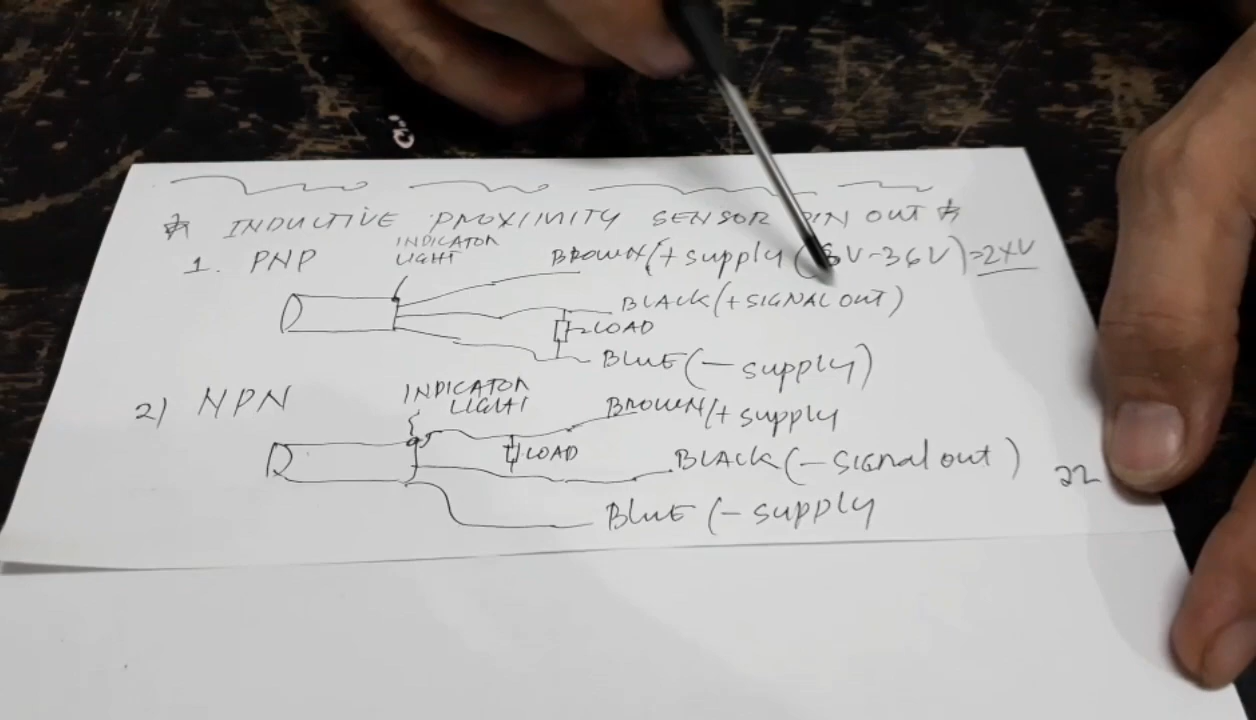 * INDUCTIVE PROXIMITY SENSOR PIN OUT *
1. PNP
INDICATOR
LIGHT
BROWN (+ supply (6V-36V)=24V
BLACK (+SIGNAL OUT)
LOAD
BLUE (- supply)
2) NPN
INDICATOR
LIGHT
BROWN (+ supply
LOAD
BLACK (- signal out)
22
BLUE (- supply